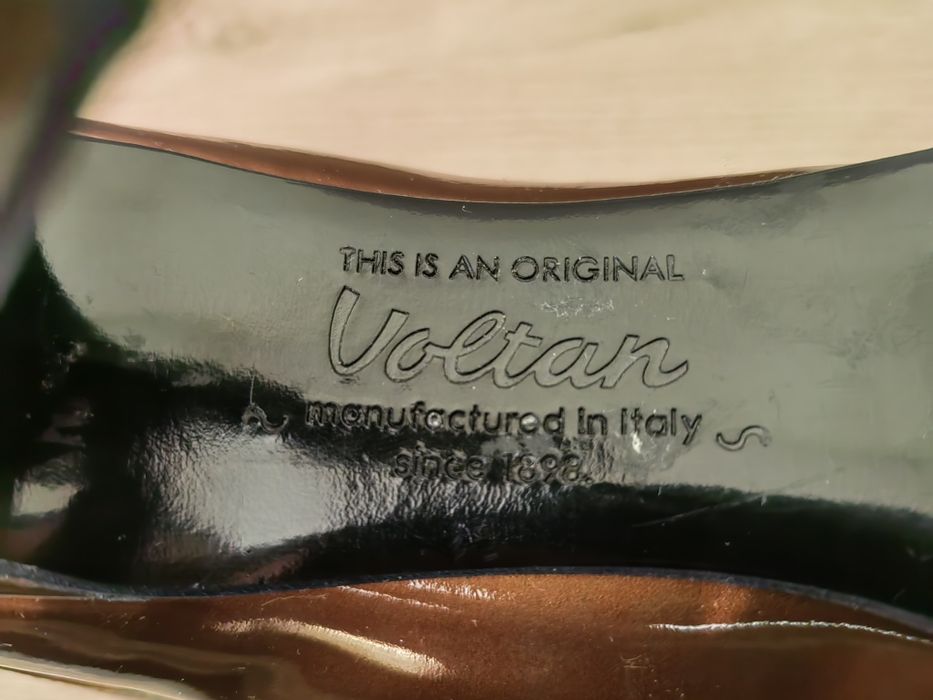 THIS IS AN ORIGINAL
Voltan
manufactured in Italy
since 1898.